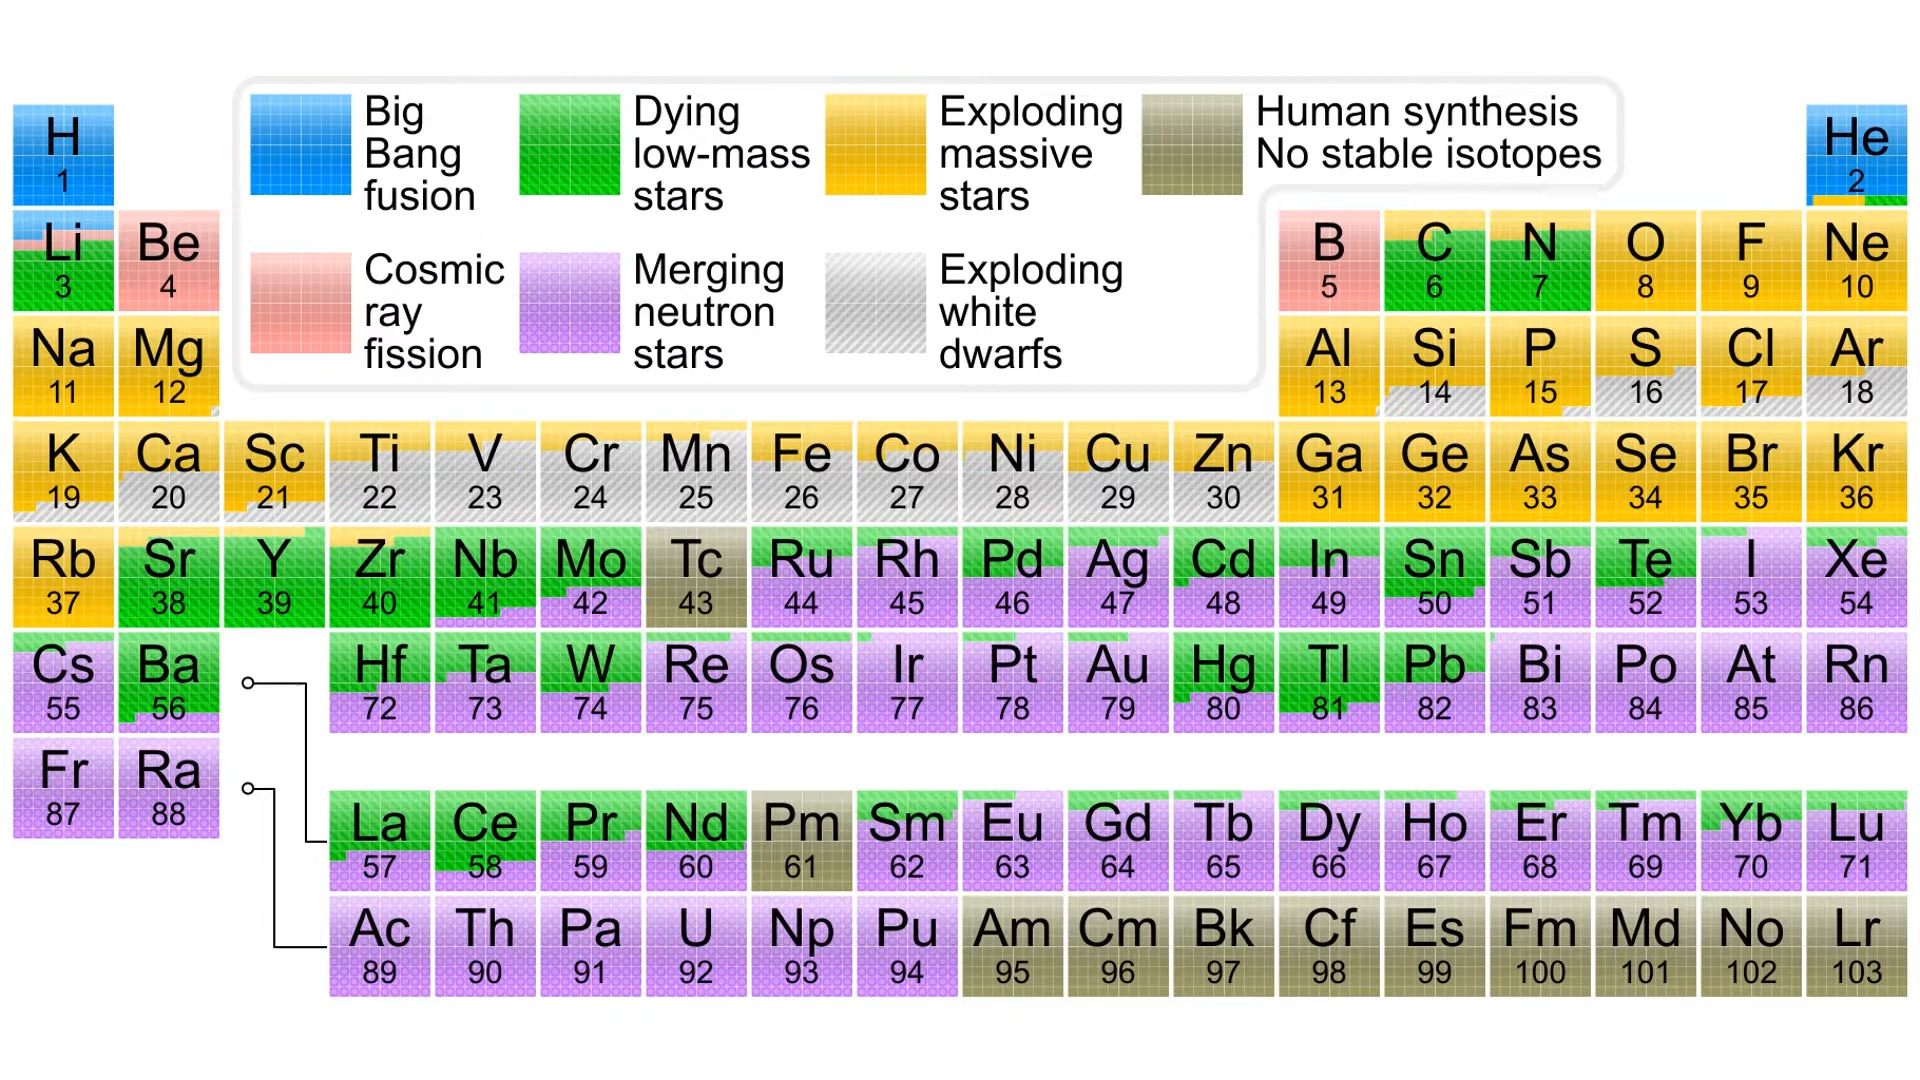 Big
Bang
fusion
Dying
low-mass
stars
Exploding
massive
stars
Human synthesis
No stable isotopes
Cosmic
ray
fission
Merging
neutron
stars
Exploding
white
dwarfs
H He
1 2
Li Be B C N O F Ne
3 4 5 6 7 8 9 10
Na Mg Al Si P S Cl Ar
11 12 13 14 15 16 17 18
K Ca Sc Ti V Cr Mn Fe Co Ni Cu Zn Ga Ge As Se Br Kr
19 20 21 22 23 24 25 26 27 28 29 30 31 32 33 34 35 36
Rb Sr Y Zr Nb Mo Tc Ru Rh Pd Ag Cd In Sn Sb Te I Xe
37 38 39 40 41 42 43 44 45 46 47 48 49 50 51 52 53 54
Cs Ba Hf Ta W Re Os Ir Pt Au Hg Tl Pb Bi Po At Rn
55 56 72 73 74 75 76 77 78 79 80 81 82 83 84 85 86
Fr Ra
87 88
La Ce Pr Nd Pm Sm Eu Gd Tb Dy Ho Er Tm Yb Lu
57 58 59 60 61 62 63 64 65 66 67 68 69 70 71
Ac Th Pa U Np Pu Am Cm Bk Cf Es Fm Md No Lr
89 90 91 92 93 94 95 96 97 98 99 100 101 102 103